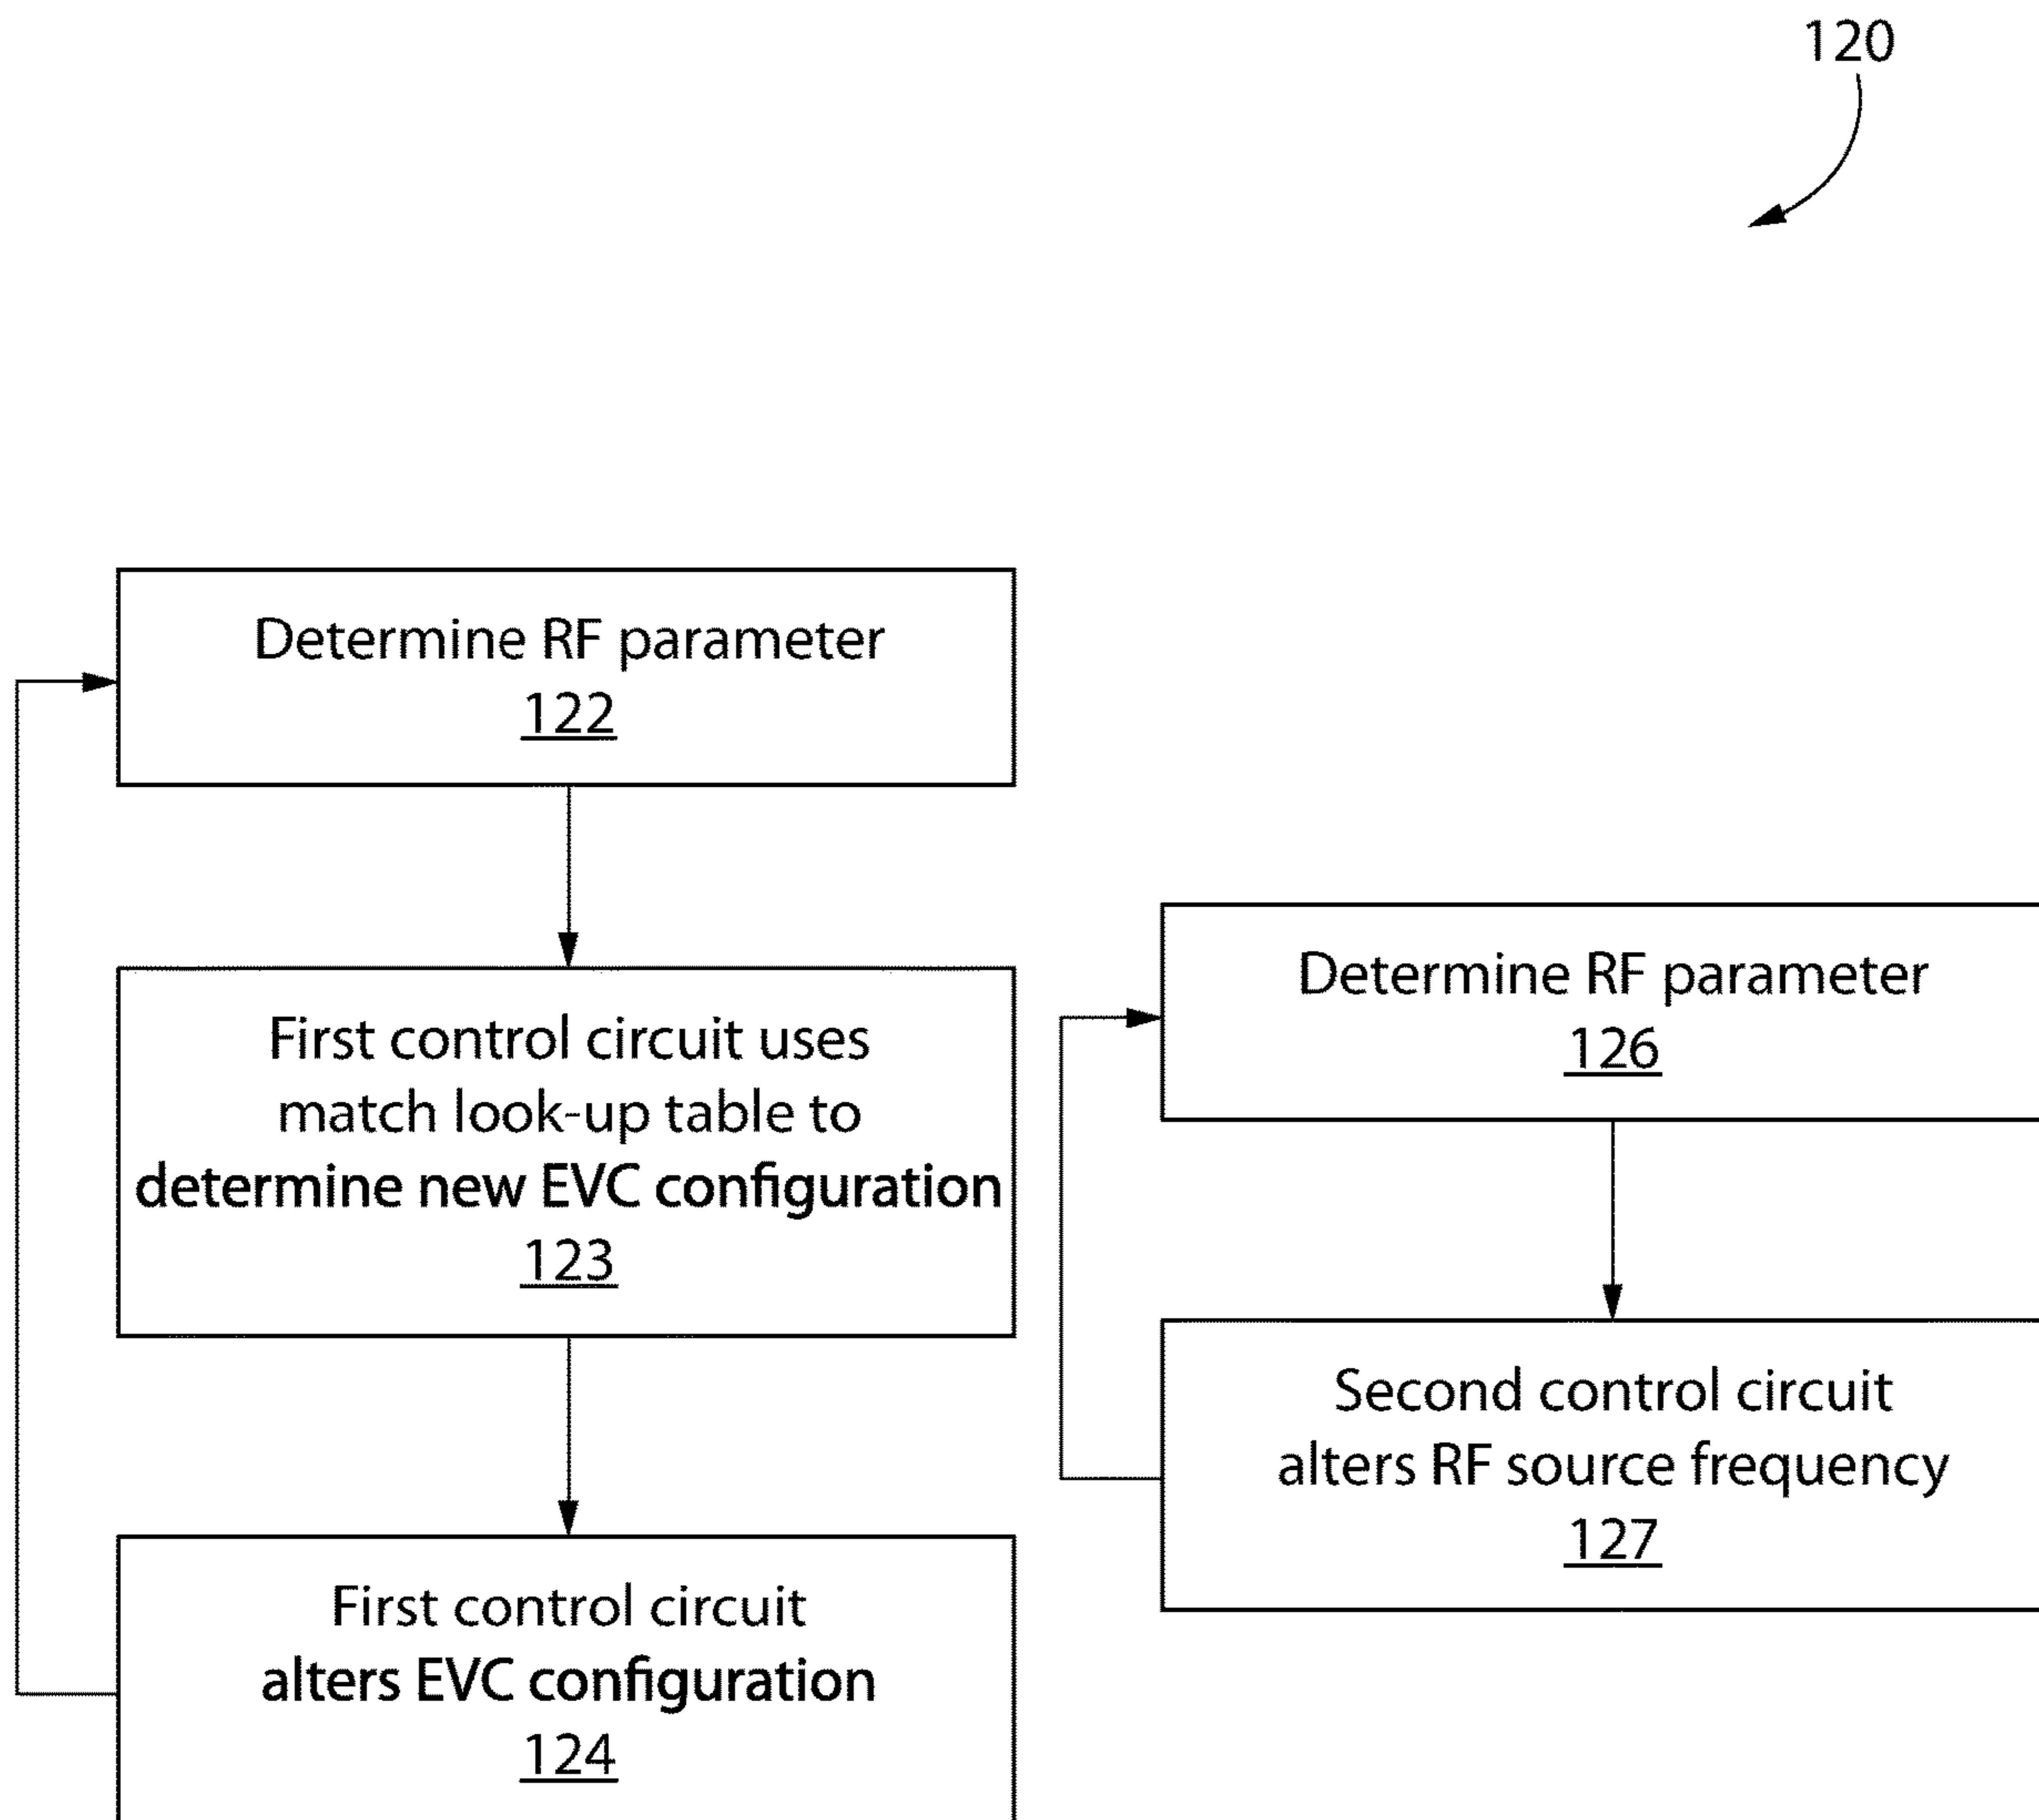 120
Determine RF parameter
122
First control circuit uses
match look-up table to
determine new EVC configuration
123
First control circuit
alters EVC configuration
124
Determine RF parameter
126
Second control circuit
alters RF source frequency
127